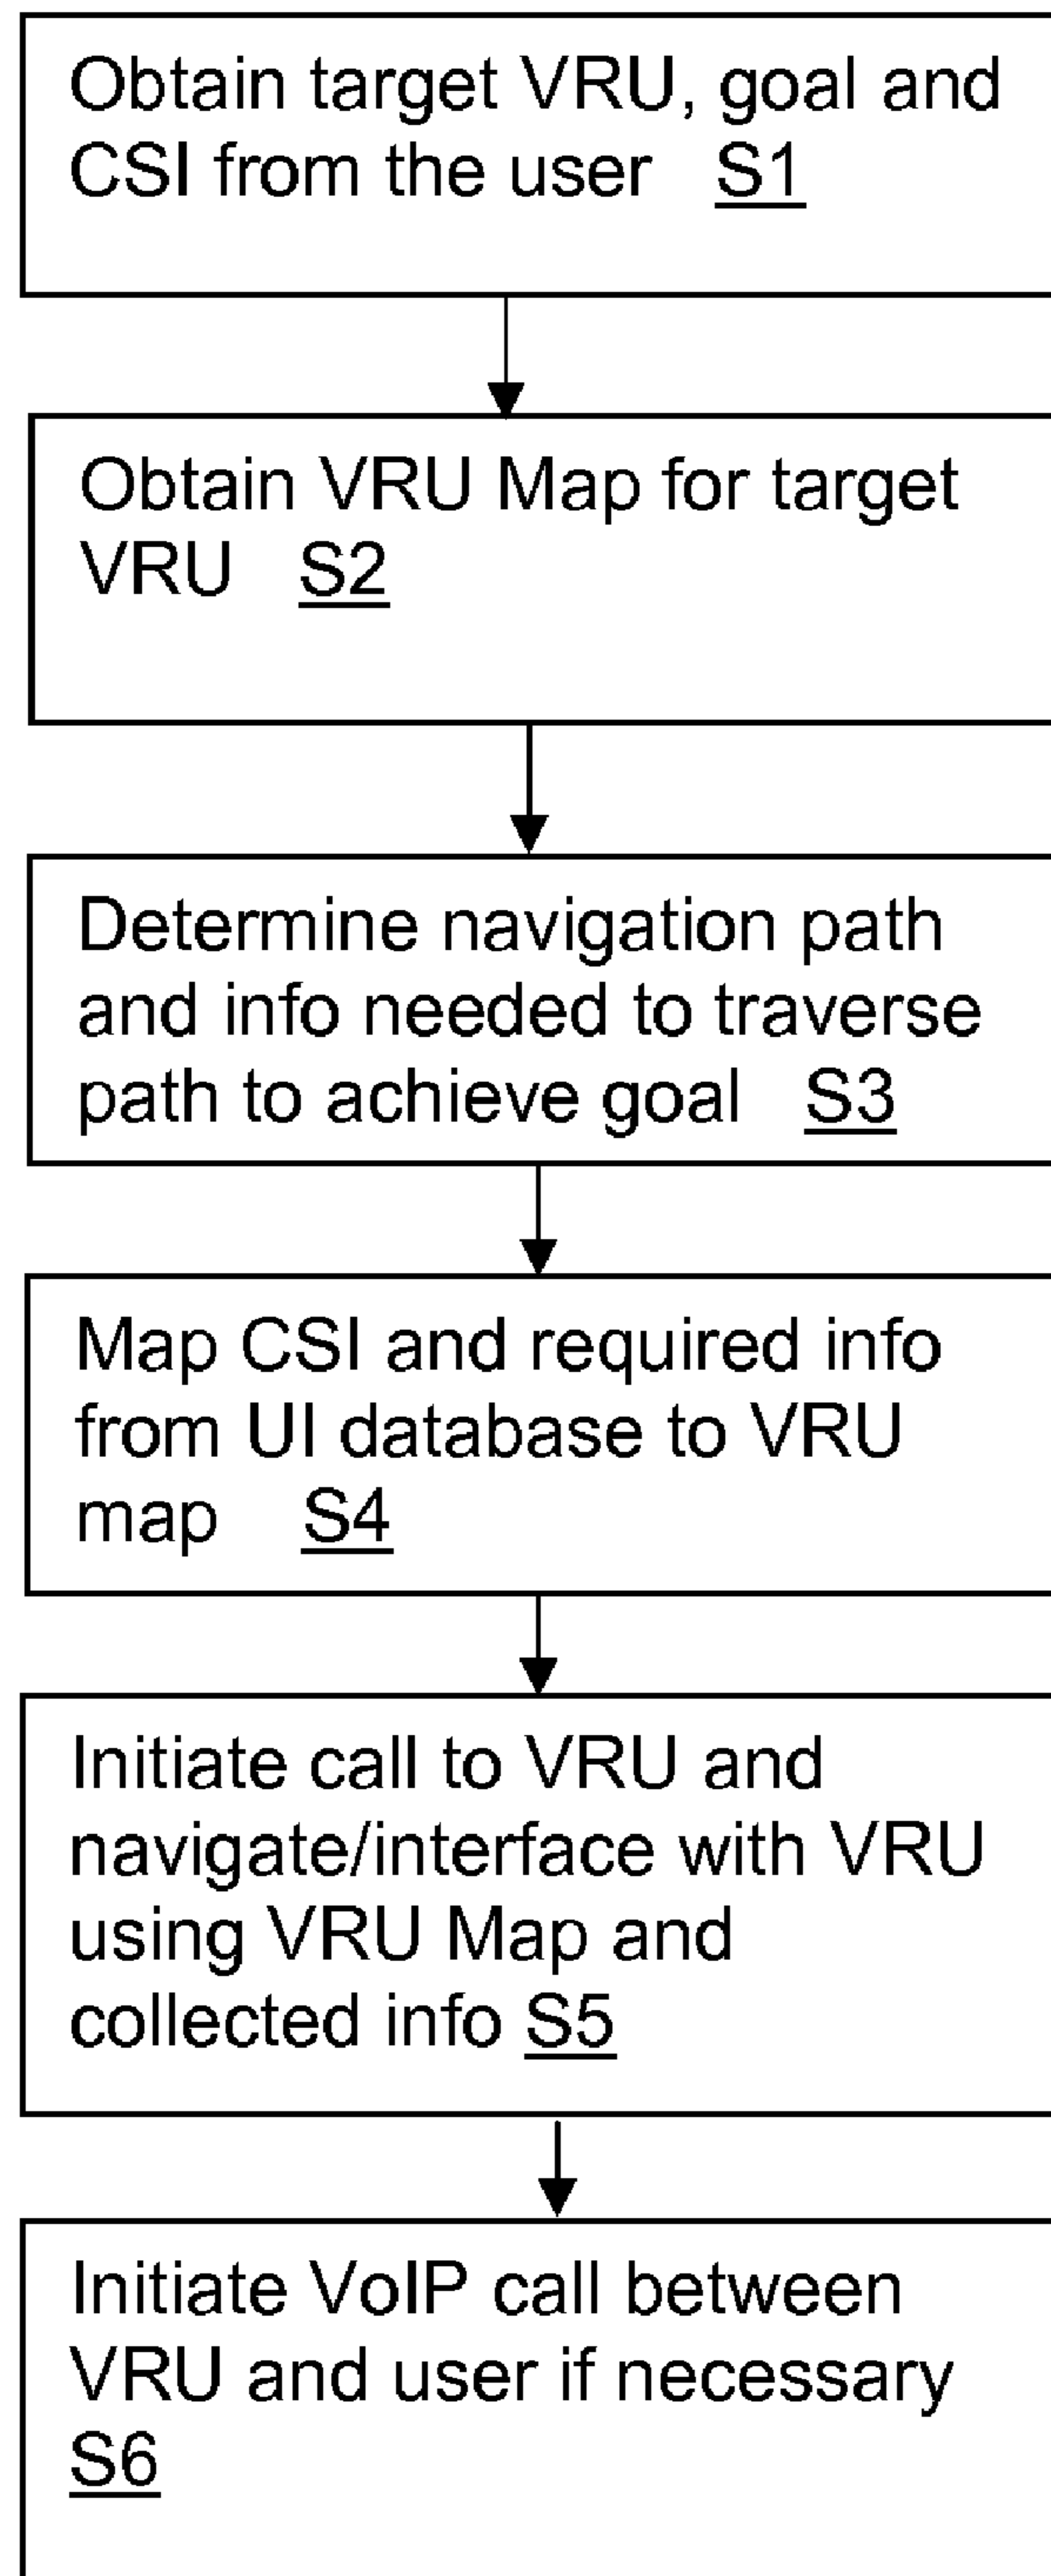 Obtain target VRU, goal and
CSI from the user S1
Obtain VRU Map for target
VRU S2
Determine navigation path
and info needed to traverse
path to achieve goal S3
Map CSI and required info
from UI database to VRU
map S4
Initiate call to VRU and
navigate/interface with VRU
using VRU Map and
collected info S5
Initiate VoIP call between
VRU and user if necessary
S6